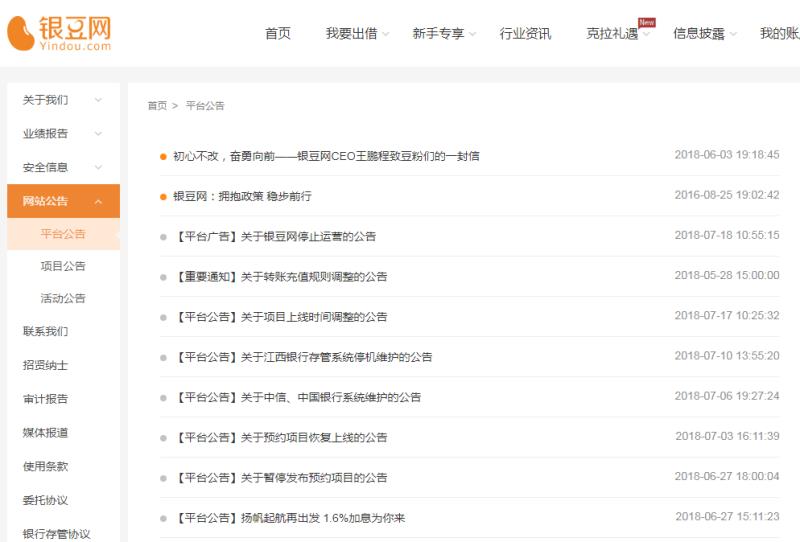 银豆网
Yindou.com
首页 我要出借 新手专享 行业资讯 克拉礼遇 New 信息披露 我的账
关于我们
业绩报告
安全信息
网站公告
平台公告
项目公告
活动公告
联系我们
招贤纳士
审计报告
媒体报道
使用条款
委托协议
银行存管协议
首页 > 平台公告
初心不改，奋勇向前——银豆网CEO王鹏程致豆粉们的一封信 2018-06-03 19:18:45
银豆网：拥抱政策 稳步前行 2016-08-25 19:02:42
【平台广告】关于银豆网停止运营的公告 2018-07-18 10:55:15
【重要通知】关于转账充值规则调整的公告 2018-05-28 15:00:00
【平台公告】关于项目上线时间调整的公告 2018-07-17 10:25:32
【平台公告】关于江西银行存管系统停机维护的公告 2018-07-10 13:55:20
【平台公告】关于中信、中国银行系统维护的公告 2018-07-06 19:27:24
【平台公告】关于预约项目恢复上线的公告 2018-07-03 16:11:39
【平台公告】关于暂停发布预约项目的公告 2018-06-27 18:00:04
【平台公告】扬帆起航再出发 1.6%加息为你来 2018-06-27 15:11:23